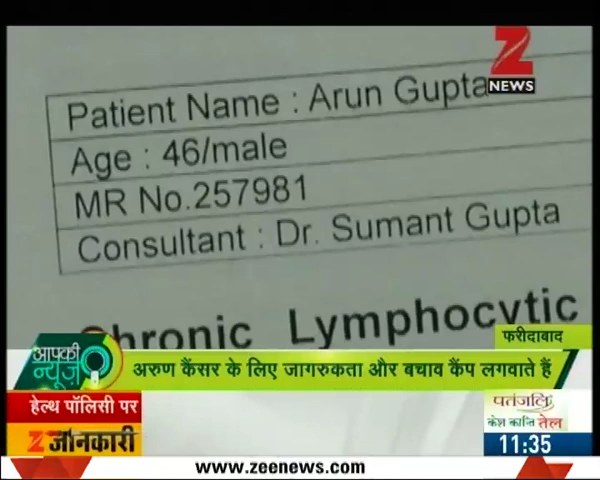 Z
NEWS
Patient Name : Arun Gupta
Age : 46/male
MR No.257981
Consultant : Dr. Sumant Gupta
Chronic Lymphocytic
फरीदाबाद
आपकी
न्यूज़
अरुण कैंसर के लिए जागरुकता और बचाव कैंप लगवाते हैं
हेल्थ पॉलिसी पर
जानकारी
पतंजलि
केश कान्ति तेल
11:35
www.zeenews.com